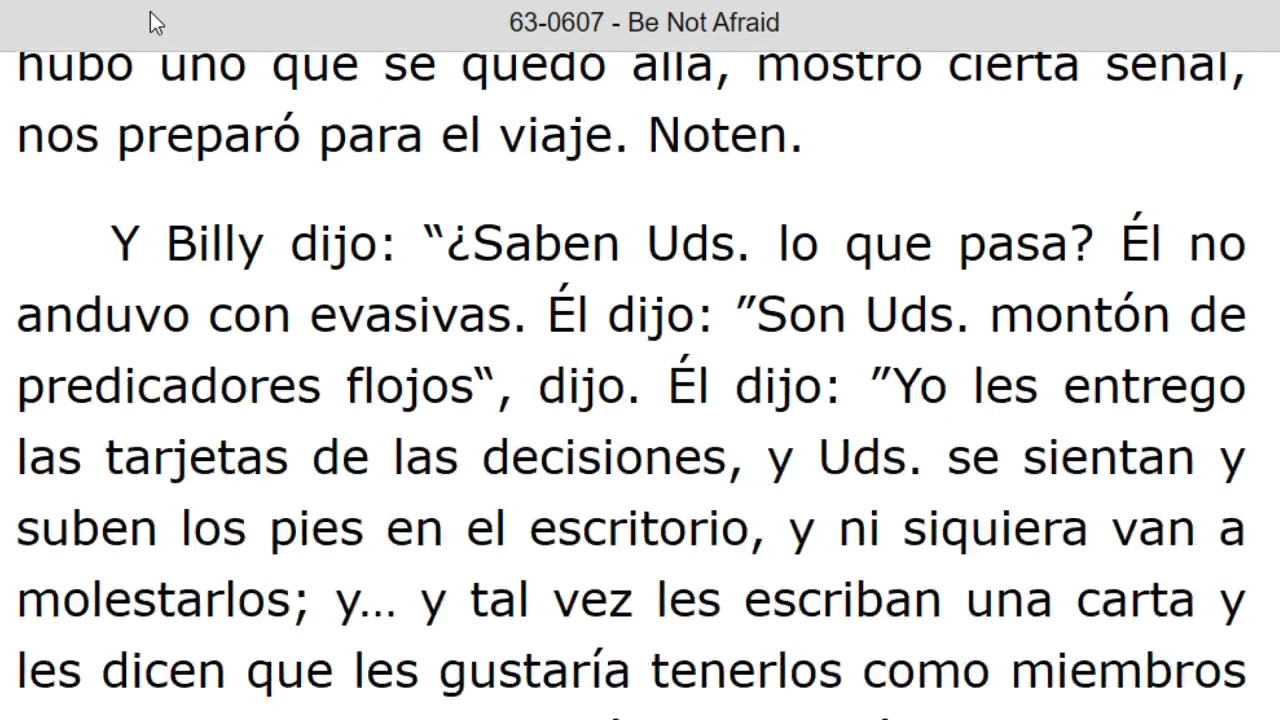 63-0607 - Be Not Afraid
hubo uno que se quedó allá, mostró cierta señal,
nos preparó para el viaje. Noten.
Y Billy dijo: “¿Saben Uds. lo que pasa? Él no
anduvo con evasivas. Él dijo: ”Son Uds. montón de
predicadores flojos“, dijo. Él dijo: ”Yo les entrego
las tarjetas de las decisiones, y Uds. se sientan y
suben los pies en el escritorio, y ni siquiera van a
molestarlos; y… y tal vez les escriban una carta y
les dicen que les gustaría tenerlos como miembros